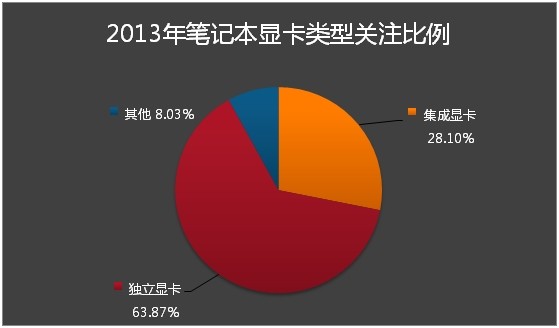 2013年笔记本显卡类型关注比例
其他 8.03%
集成显卡
28.10%
独立显卡
63.87%